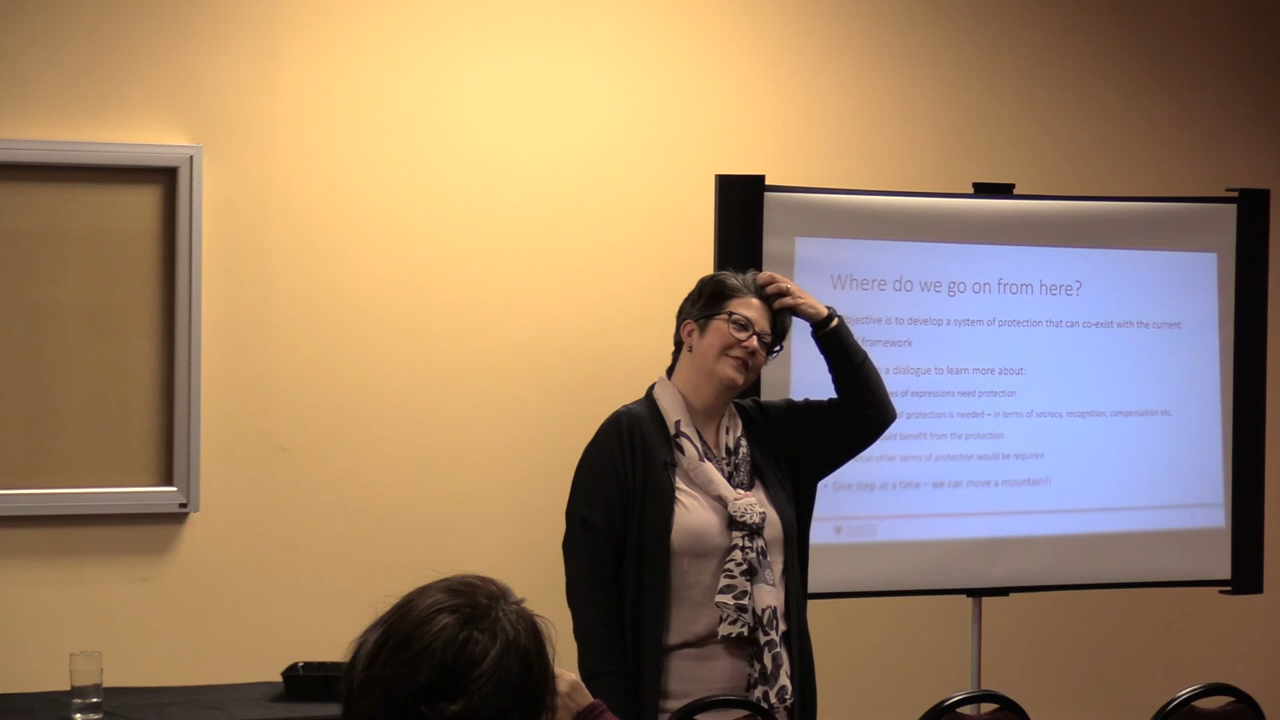 Where do we go on from here?
objective is to develop a system of protection that can co-exist with the current
framework
a dialogue to learn more about:
of expressions need protection
of protection is needed – in terms of secrecy, recognition, compensation etc.
benefit from the protection
other terms of protection would be required
• One step at a time – we can move a mountain!!